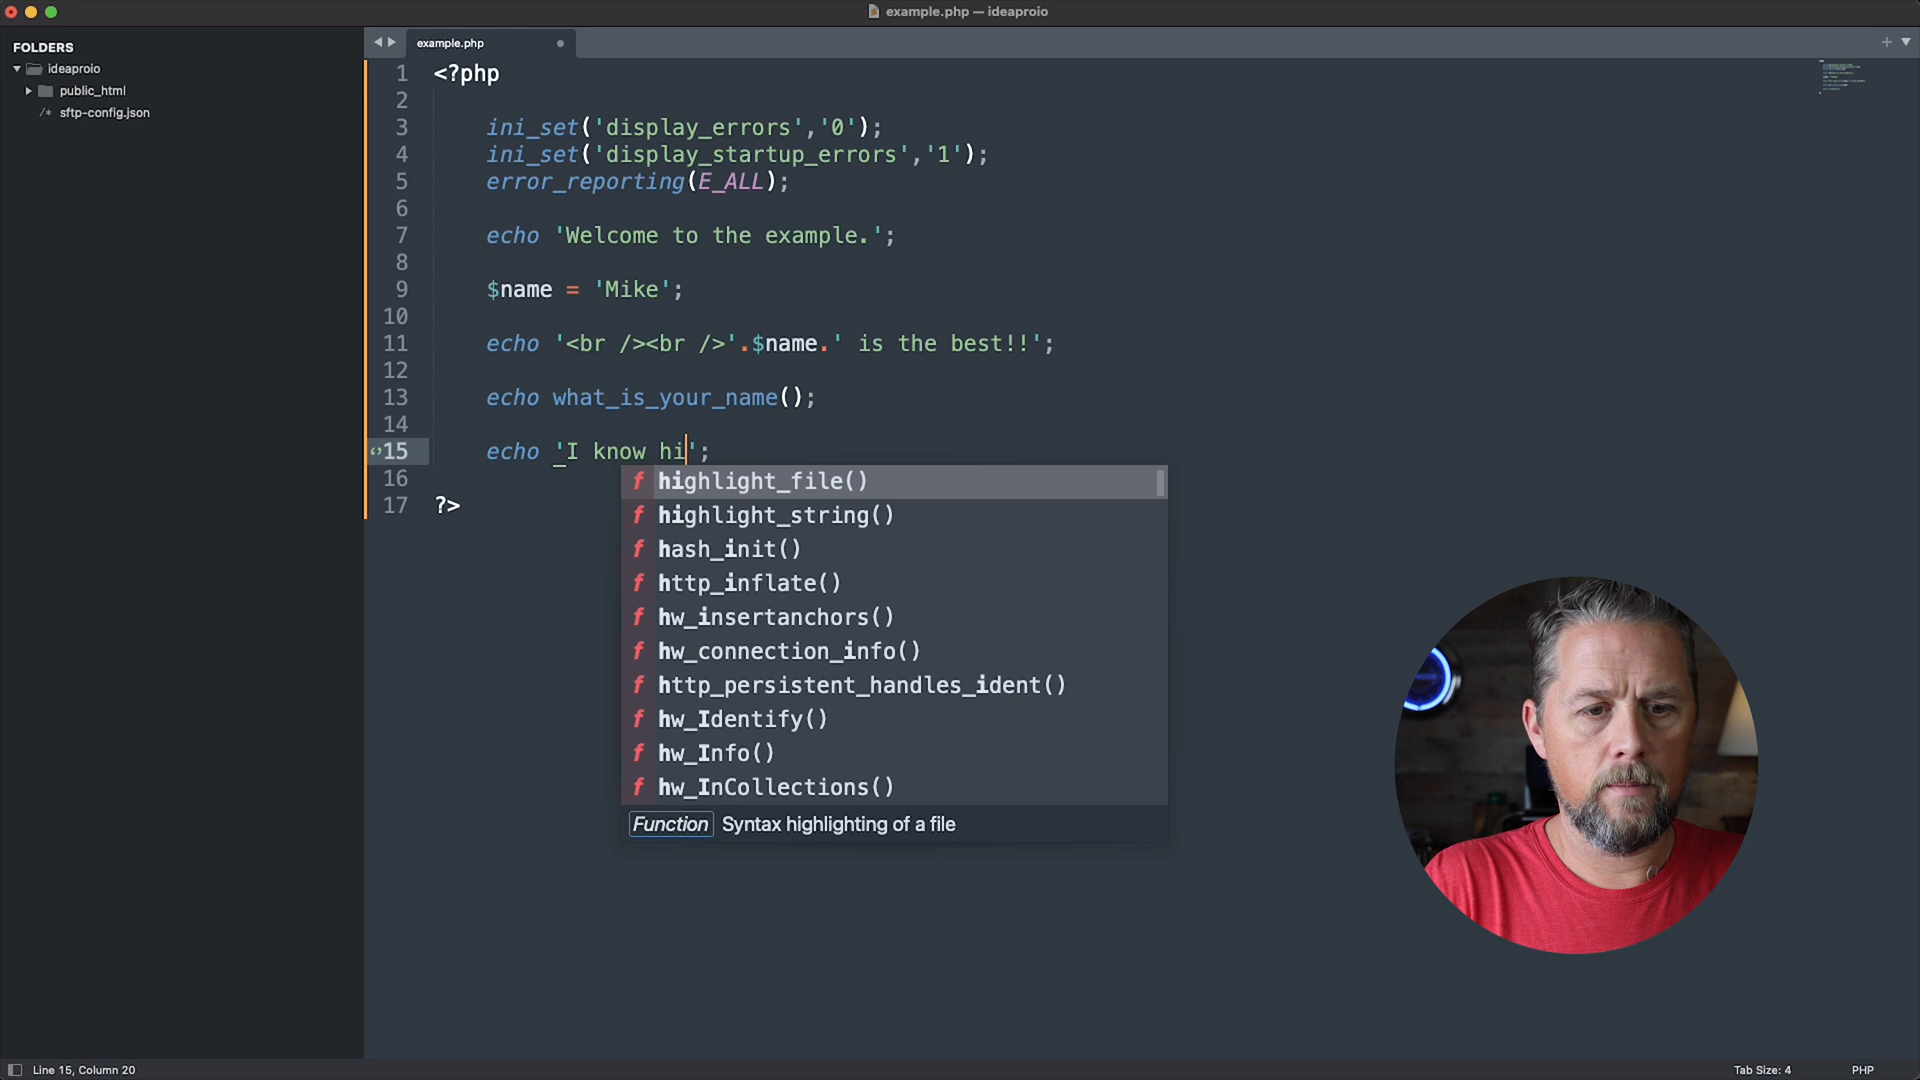 example.php — ideaproio
FOLDERS
ideaproio
public_html
/* sftp-config.json
example.php
1 <?php
2
3 ini_set('display_errors','0');
4 ini_set('display_startup_errors','1');
5 error_reporting(E_ALL);
6
7 echo 'Welcome to the example.';
8
9 $name = 'Mike';
10
11 echo '<br /><br />'.$name.' is the best!!';
12
13 echo what_is_your_name();
14
15 echo 'I know hi';
16
17 ?>
f highlight_file()
f highlight_string()
f hash_init()
f http_inflate()
f hw_insertanchors()
f hw_connection_info()
f http_persistent_handles_ident()
f hw_Identify()
f hw_Info()
f hw_InCollections()
Function Syntax highlighting of a file
Line 15, Column 20
Tab Size: 4
PHP